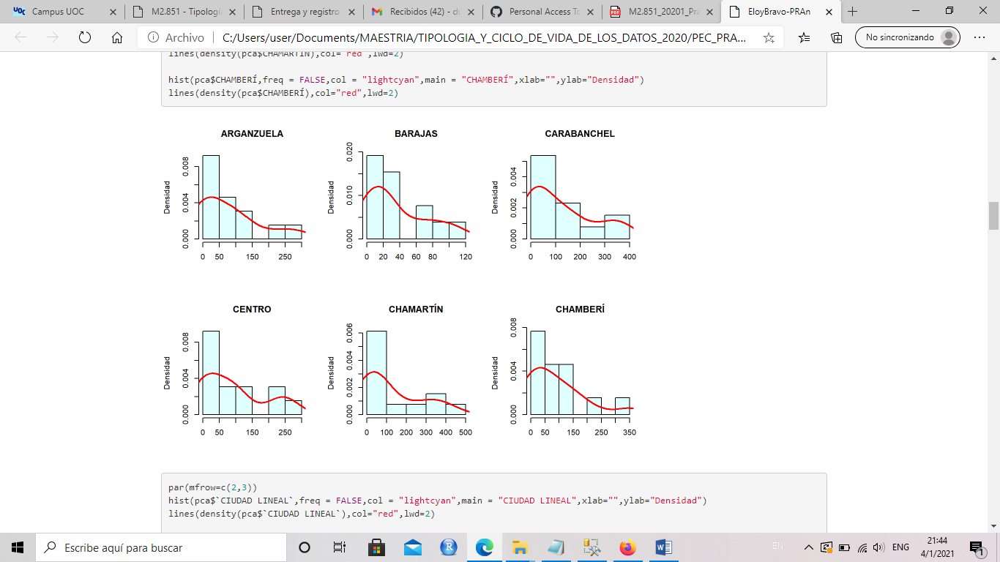 Campus UOC
M2.851 - Tipologí
Entrega y registro
Recibidos (42) - du
Personal Access To
M2.851_20201_Pra
EloyBravo-PRAn
Archivo
C:/Users/user/Documents/MAESTRIA/TIPOLOGIA_Y_CICLO_DE_VIDA_DE_LOS_DATOS_2020/PEC_PRA...
No sincronizando
lines(density(pca$CHAMARTÍN),col="red",lwd=2)
hist(pca$CHAMBERÍ,freq = FALSE,col = "lightcyan",main = "CHAMBERÍ",xlab="",ylab="Densidad")
lines(density(pca$CHAMBERÍ),col="red",lwd=2)
ARGANZUELA
Densidad
0.000 0.004 0.008
0 50 150 250
BARAJAS
Densidad
0.000 0.010 0.020
0 20 40 60 80 120
CARABANCHEL
Densidad
0.000 0.002 0.004
0 100 200 300 400
CENTRO
Densidad
0.000 0.004 0.008
0 50 150 250
CHAMARTÍN
Densidad
0.000 0.002 0.004 0.006
0 100 200 300 400 500
CHAMBERÍ
Densidad
0.000 0.004 0.008
0 50 150 250 350
par(mfrow=c(2,3))
hist(pca$`CIUDAD LINEAL`,freq = FALSE,col = "lightcyan",main = "CIUDAD LINEAL",xlab="",ylab="Densidad")
lines(density(pca$`CIUDAD LINEAL`),col="red",lwd=2)
Escribe aquí para buscar
EN
ENG
21:44
4/1/2021
1